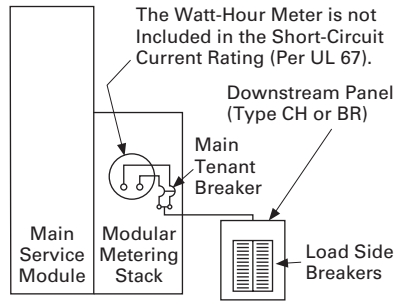 The Watt-Hour Meter is not
Included in the Short-Circuit
Current Rating (Per UL 67).
Downstream Panel
(Type CH or BR)
Main
Tenant
Breaker
Main
Service
Module
Modular
Metering
Stack
Load Side
Breakers